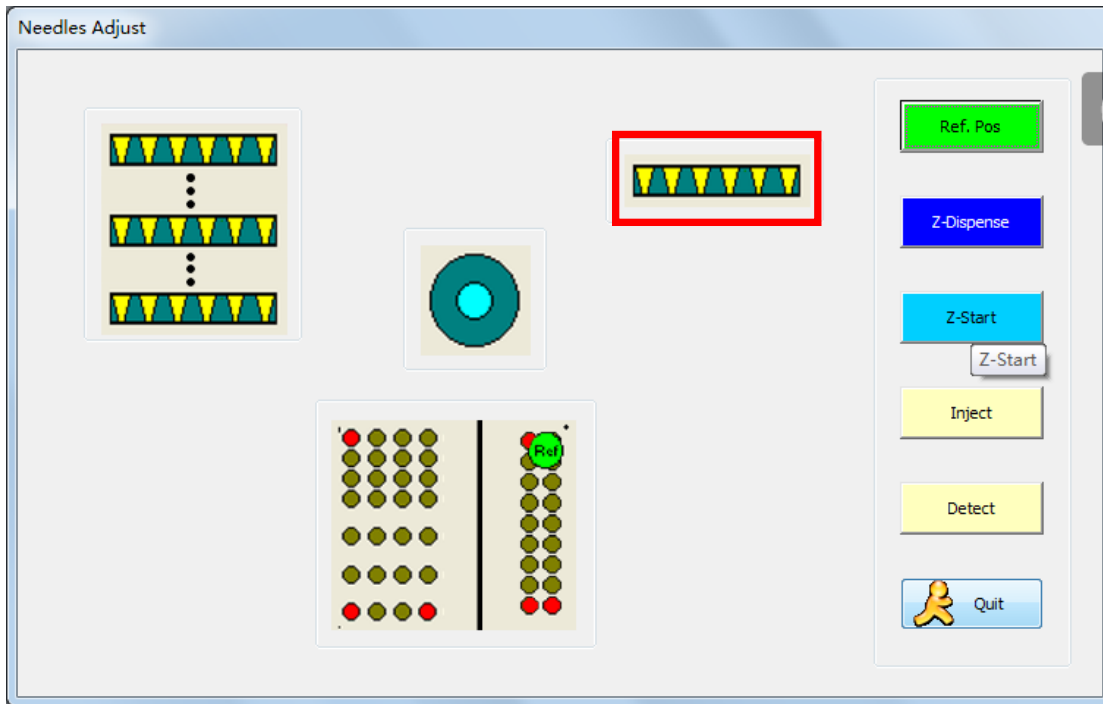 Needles Adjust
Ref. Pos
Z-Dispense
Z-Start
Z-Start
Ref
Inject
Detect
Quit